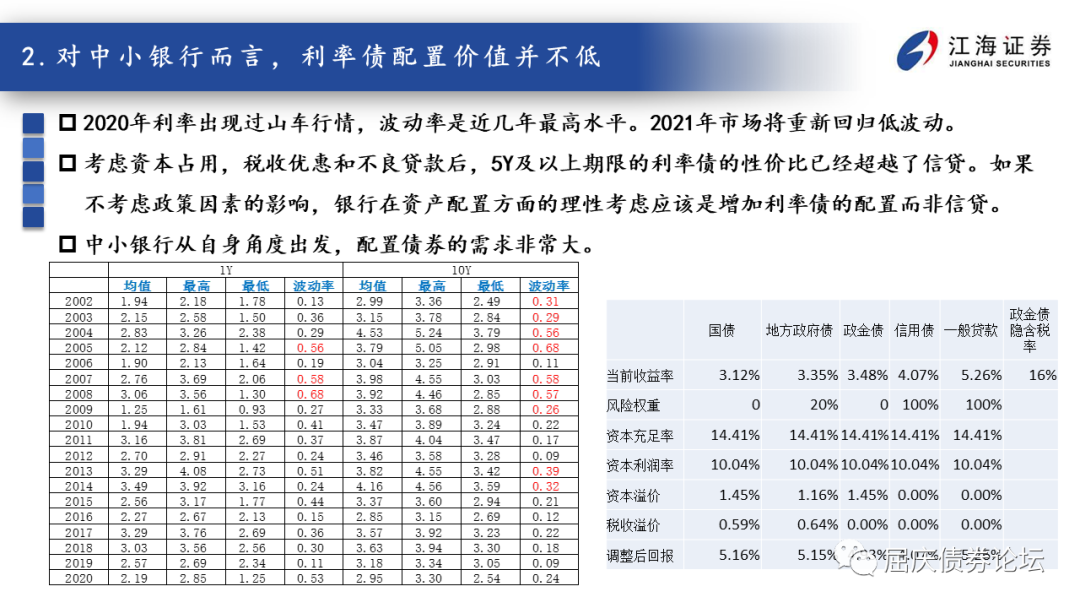 2. 对中小银行而言，利率债配置价值并不低
江海证券
JIANGHAI SECURITIES
2020年利率出现过山车行情，波动率是近几年最高水平。2021年市场将重新回归低波动。
考虑资本占用，税收优惠和不良贷款后，5Y及以上期限的利率债的性价比已经超越了信贷。如果
不考虑政策因素的影响，银行在资产配置方面的理性考虑应该是增加利率债的配置而非信贷。
中小银行从自身角度出发，配置债券的需求非常大。
1Y 10Y
均值 最高 最低 波动率 均值 最高 最低 波动率
2002 1.94 2.18 1.78 0.13 2.99 3.36 2.49 0.31
2003 2.15 2.58 1.50 0.36 3.15 3.78 2.84 0.29
2004 2.83 3.26 2.38 0.29 4.53 5.24 3.79 0.56
2005 2.12 2.84 1.42 0.56 3.79 5.05 2.98 0.68
2006 1.90 2.13 1.64 0.19 3.04 3.25 2.91 0.11
2007 2.76 3.69 2.06 0.58 3.98 4.55 3.03 0.58
2008 3.06 3.56 1.30 0.68 3.92 4.46 2.85 0.57
2009 1.25 1.61 0.93 0.27 3.33 3.68 2.88 0.26
2010 1.94 3.03 1.53 0.41 3.47 3.89 3.24 0.22
2011 3.16 3.81 2.69 0.37 3.87 4.04 3.47 0.17
2012 2.70 2.91 2.27 0.24 3.46 3.58 3.28 0.09
2013 3.29 4.08 2.73 0.51 3.82 4.55 3.42 0.39
2014 3.49 3.92 3.16 0.24 4.16 4.56 3.59 0.32
2015 2.56 3.17 1.77 0.44 3.37 3.60 2.94 0.21
2016 2.27 2.67 2.13 0.15 2.85 3.15 2.69 0.12
2017 3.29 3.76 2.69 0.36 3.57 3.92 3.23 0.22
2018 3.03 3.56 2.56 0.30 3.63 3.94 3.30 0.18
2019 2.57 2.69 2.34 0.11 3.18 3.34 3.05 0.09
2020 2.19 2.85 1.25 0.53 2.95 3.30 2.54 0.24
国债 地方政府债 政金债 信用债 一般贷款 政金债隐含税率
当前收益率 3.12% 3.35% 3.48% 4.07% 5.26% 16%
风险权重 0 20% 0 100% 100%
资本充足率 14.41% 14.41% 14.41% 14.41% 14.41%
资本利润率 10.04% 10.04% 10.04% 10.04% 10.04%
资本溢价 1.45% 1.16% 1.45% 0.00% 0.00%
税收溢价 0.59% 0.64% 0.00% 0.00% 0.00%
调整后回报 5.16% 5.15%
屈庆债券论坛